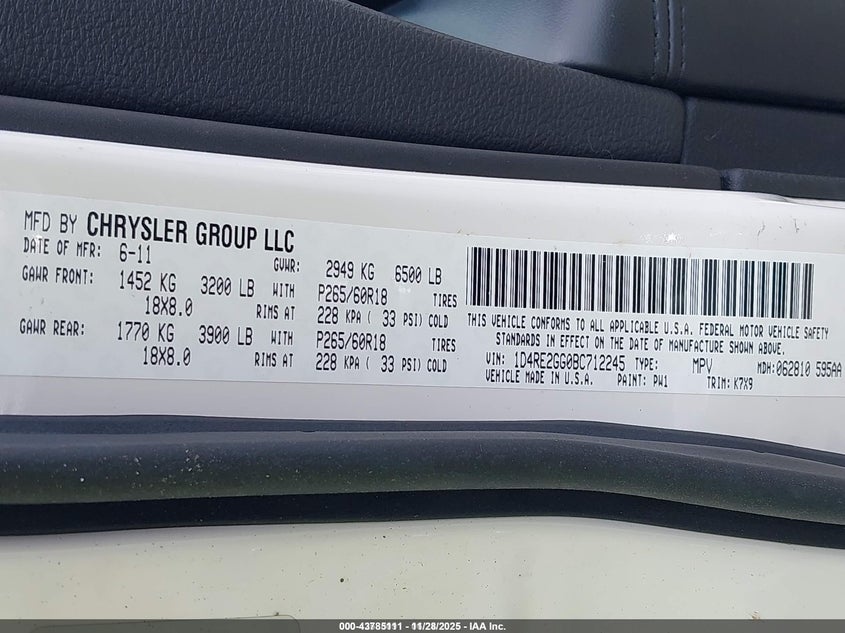 MFD BY CHRYSLER GROUP LLC
DATE OF MFR: 6-11 GVWR: 2949 KG 6500 LB
GAWR FRONT: 1452 KG 3200 LB WITH P265/60R18 TIRES
18X8.0 RIMS AT 228 KPA ( 33 PSI) COLD
GAWR REAR: 1770 KG 3900 LB WITH P265/60R18 TIRES
18X8.0 RIMS AT 228 KPA ( 33 PSI) COLD
THIS VEHICLE CONFORMS TO ALL APPLICABLE U.S.A. FEDERAL MOTOR VEHICLE SAFETY
STANDARDS IN EFFECT ON THE DATE OF MANUFACTURE SHOWN ABOVE.
VIN: 1D4RE2GG0BC712245 TYPE: MPV MDH: 062810 595AA
VEHICLE MADE IN U.S.A. PAINT: PW1 TRIM: K7X9
000-43785111 - 11/28/2025 - IAA Inc.